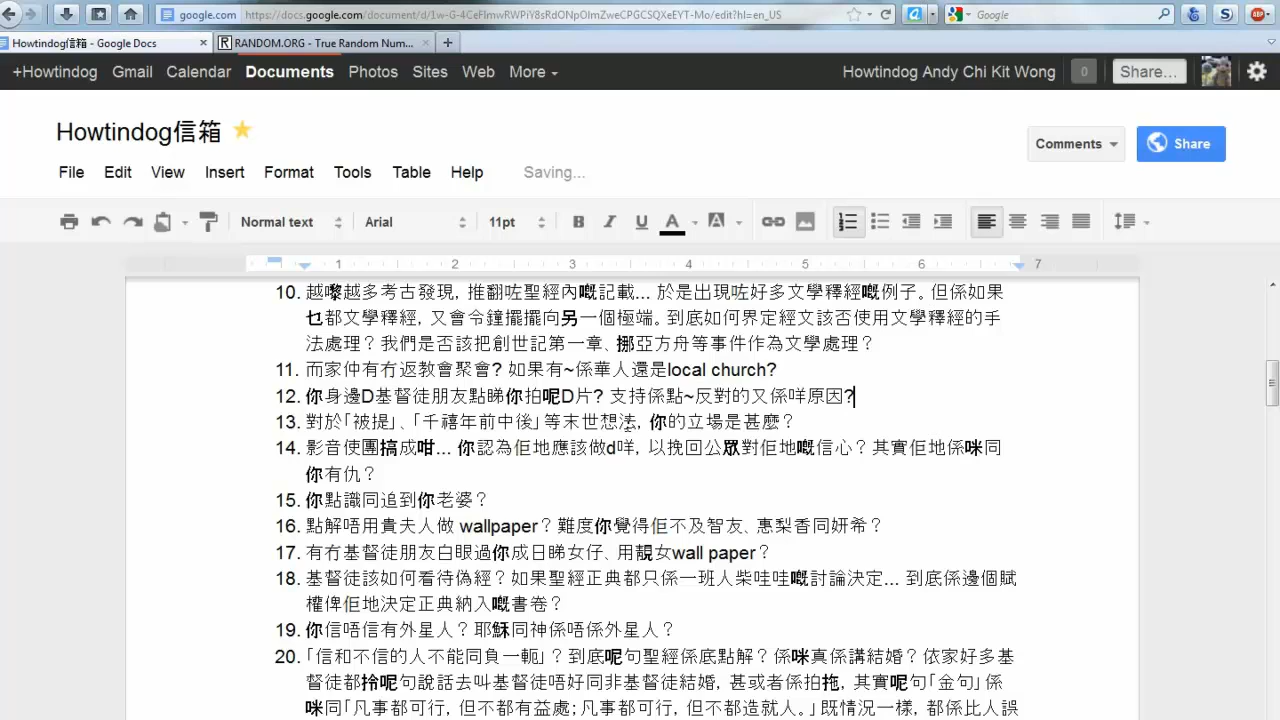 google.com https://docs.google.com/document/d/1w-G-4CeFlmwRWPiY8sRdONpOlmZweCPGCSQXeEYT-Mo/edit?hl=en_US
Google
Howtindog信箱 - Google Docs
RANDOM.ORG - True Random Num...
+Howtindog Gmail Calendar Documents Photos Sites Web More
Howtindog Andy Chi Kit Wong 0 Share...
Howtindog信箱
Comments Share
File Edit View Insert Format Tools Table Help Saving...
Normal text Arial 11pt B I U A A
1 2 3 4 5 6 7
10. 越嚟越多考古發現, 推翻咗聖經內嘅記載... 於是出現咗好多文學釋經嘅例子。但係如果
乜都文學釋經, 又會令鐘擺擺向另一個極端。到底如何界定經文該否使用文學釋經的手
法處理？我們是否該把創世記第一章、挪亞方舟等事件作為文學處理？
11. 而家仲有冇返教會聚會? 如果有~係華人還是local church?
12. 你身邊D基督徒朋友點睇你拍呢D片? 支持係點~反對的又係咩原因?
13. 對於「被提」、「千禧年前中後」等末世想法, 你的立場是甚麼？
14. 影音使團搞成咁... 你認為佢地應該做d咩, 以挽回公眾對佢地嘅信心？其實佢地係咪同
你有仇？
15. 你點識同追到你老婆？
16. 點解唔用貴夫人做 wallpaper？難度你覺得佢不及智友、惠梨香同妍希？
17. 有冇基督徒朋友白眼過你成日睇女仔、用靚女wall paper？
18. 基督徒該如何看待偽經？如果聖經正典都只係一班人柴哇哇嘅討論決定... 到底係邊個賦
權俾佢地決定正典納入嘅書卷？
19. 你信唔信有外星人？耶穌同神係唔係外星人？
20. 「信和不信的人不能同負一軛」？到底呢句聖經係底點解？係咪真係講結婚？依家好多基
督徒都拎呢句說話去叫基督徒唔好同非基督徒結婚, 甚或者係拍拖, 其實呢句「金句」係
咪同「凡事都可行, 但不都有益處; 凡事都可行, 但不都造就人。」既情況一樣, 都係比人誤